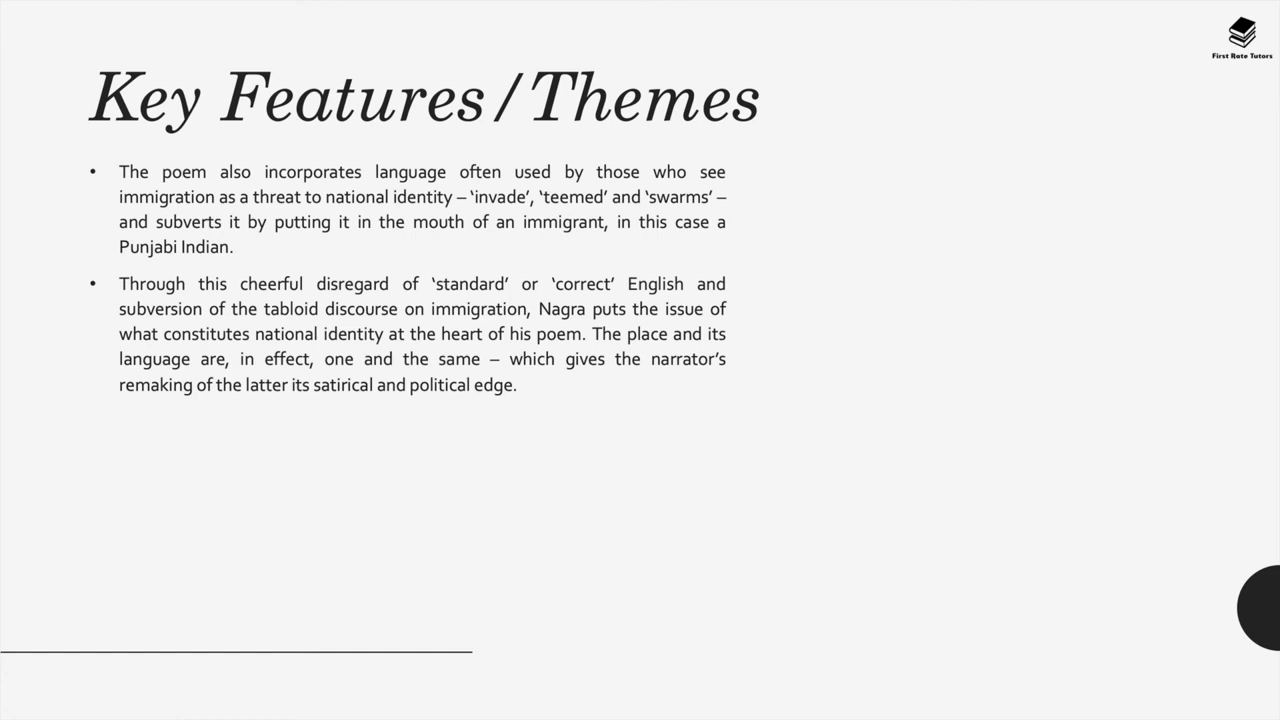 First Rate Tutors
Key Features/Themes
• The poem also incorporates language often used by those who see
immigration as a threat to national identity – ‘invade’, ‘teemed’ and ‘swarms’ –
and subverts it by putting it in the mouth of an immigrant, in this case a
Punjabi Indian.
• Through this cheerful disregard of ‘standard’ or ‘correct’ English and
subversion of the tabloid discourse on immigration, Nagra puts the issue of
what constitutes national identity at the heart of his poem. The place and its
language are, in effect, one and the same – which gives the narrator’s
remaking of the latter its satirical and political edge.